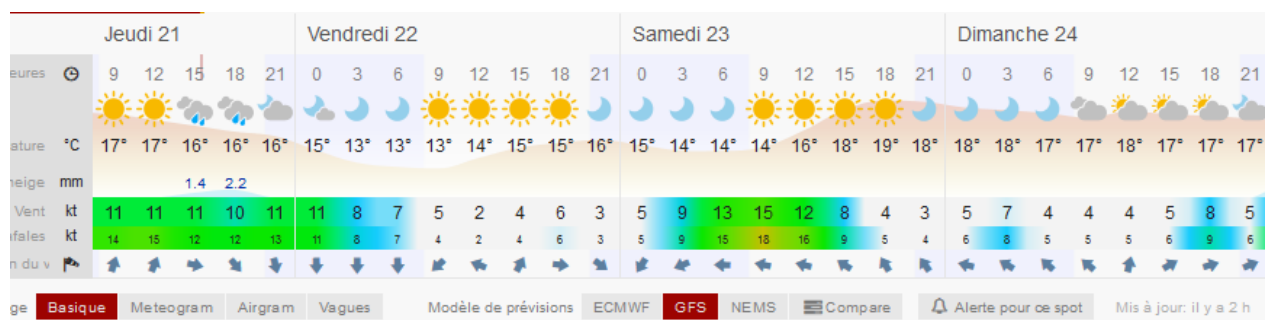 Jeudi 21 Vendredi 22 Samedi 23 Dimanche 24
eures 9 12 15 18 21 0 3 6 9 12 15 18 21 0 3 6 9 12 15 18 21 0 3 6 9 12 15 18 21
ature °C 17° 17° 16° 16° 16° 15° 13° 13° 13° 14° 15° 15° 16° 15° 14° 14° 14° 16° 18° 19° 18° 18° 18° 17° 17° 18° 17° 17° 17°
neige mm 1.4 2.2
Vent kt 11 11 11 10 11 11 8 7 5 2 4 6 3 5 9 13 15 12 8 4 3 5 7 4 4 4 5 8 5
afales kt 14 15 12 12 13 11 8 7 4 2 4 6 3 5 9 15 18 16 9 5 4 6 8 5 5 5 6 9 6
n du v
ge Basique Meteogram Airgram Vagues Modèle de prévisions ECMWF GFS NEMS Compare Alerte pour ce spot Mis à jour: il y a 2 h